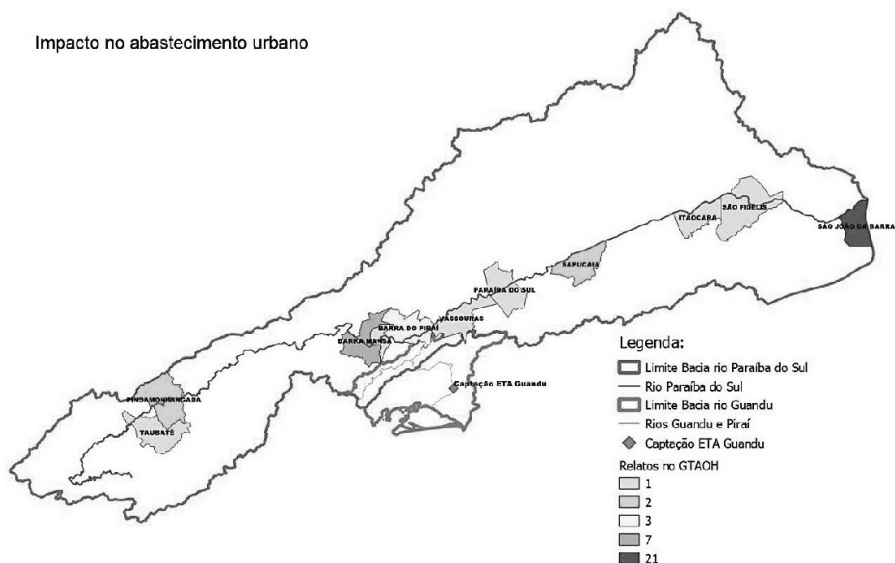 Impacto no abastecimento urbano
SÃO FIDELIS
ITAOCARA
SÃO JOÃO DA BARRA
SAPUCAIA
PARAÍBA DO SUL
VASSOURAS
BARRA DO PIRAÍ
BARRA MANSA
Captação ETA Guandu
PINDAMONHANGABA
TAUBATÉ
Legenda:
Limite Bacia rio Paraíba do Sul
Rio Paraíba do Sul
Limite Bacia rio Guandu
Rios Guandu e Piraí
Captação ETA Guandu
Relatos no GTAOH
1
2
3
7
21